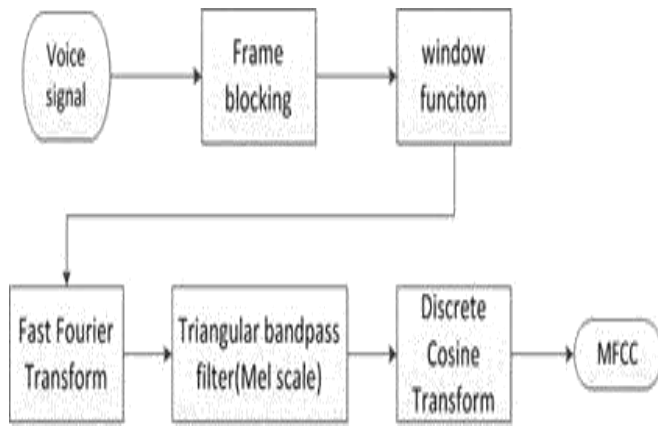 Voice
signal
Frame
blocking
window
funciton
Fast Fourier
Transform
Triangular bandpass
filter(Mel scale)
Discrete
Cosine
Transform
MFCC